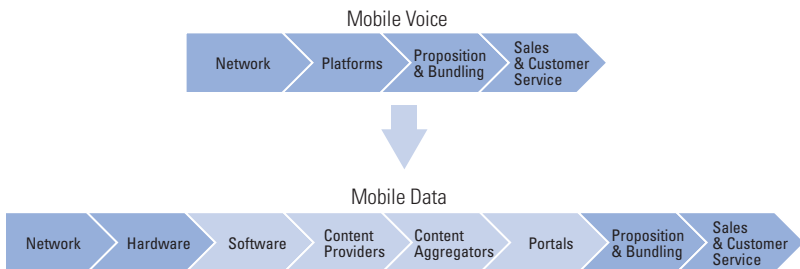 Mobile Voice
Network
Platforms
Proposition
& Bundling
Sales
& Customer
Service
Mobile Data
Network
Hardware
Software
Content
Providers
Content
Aggregators
Portals
Proposition
& Bundling
Sales
& Customer
Service